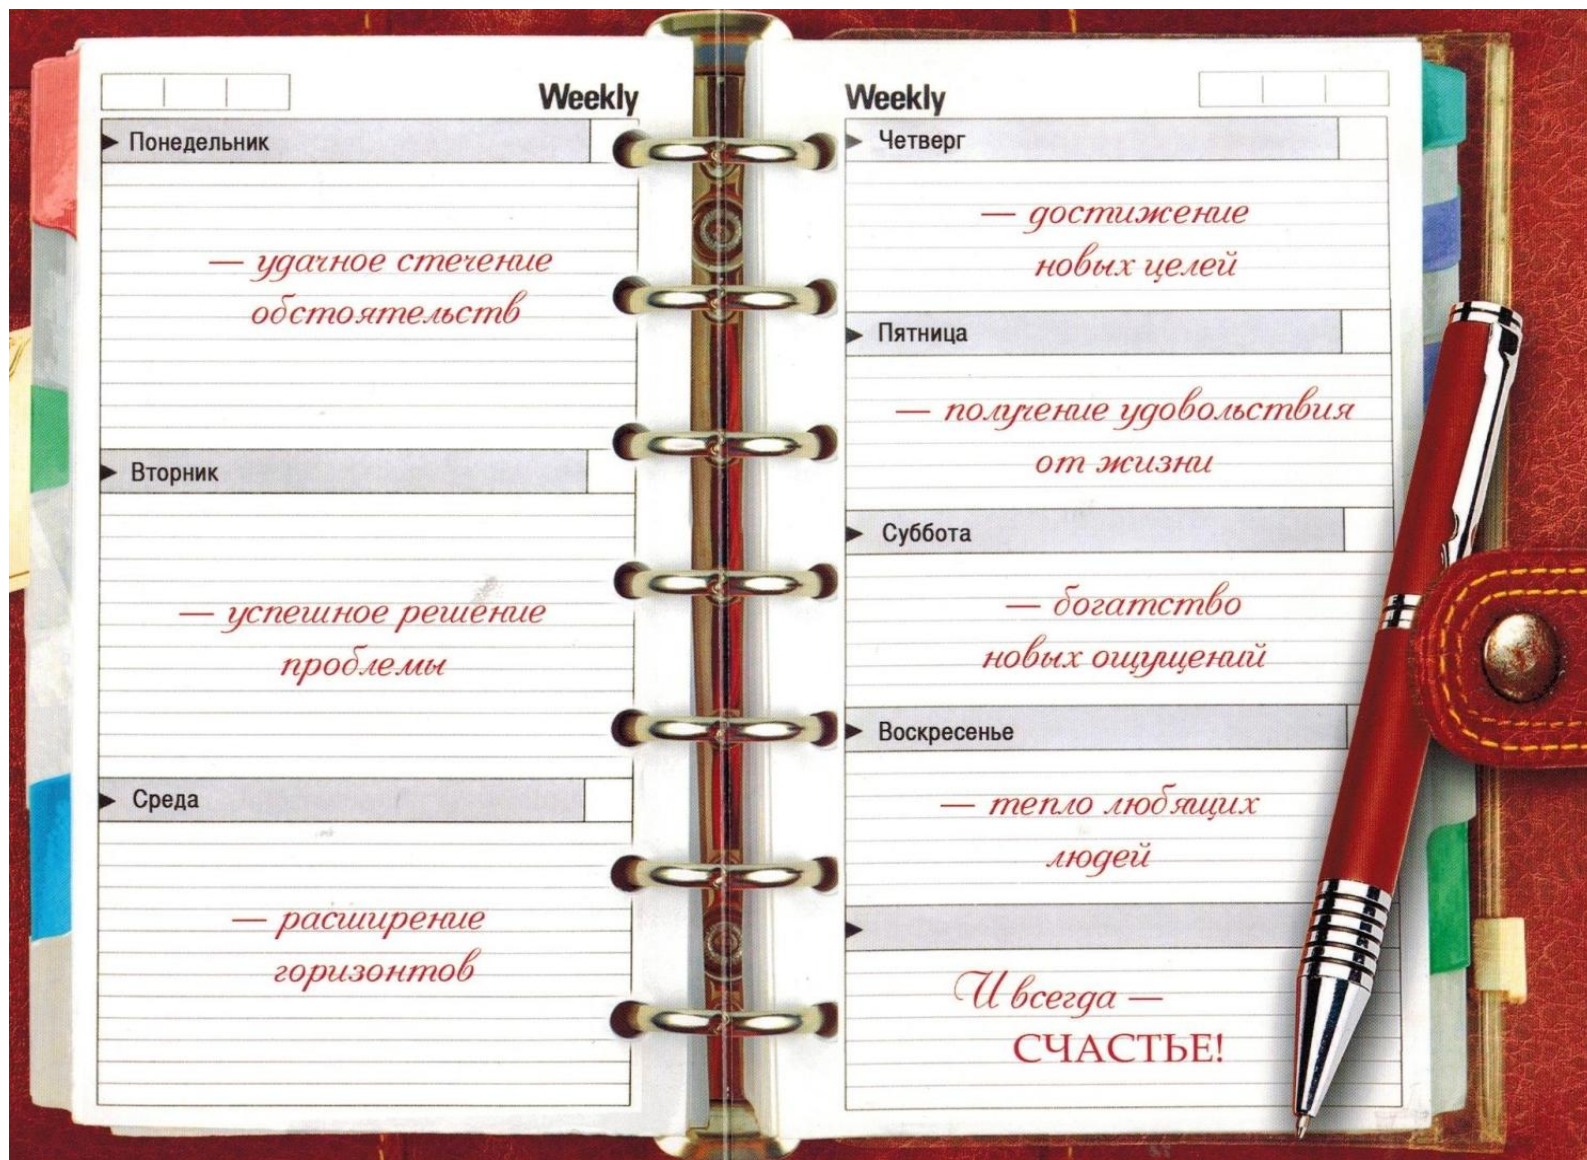 Weekly
Понедельник
— удачное стечение
обстоятельств
Вторник
— успешное решение
проблемы
Среда
— расширение
горизонтов
Weekly
Четверг
— достижение
новых целей
Пятница
— получение удовольствия
от жизни
Суббота
— богатство
новых ощущений
Воскресенье
— тепло любящих
людей
И всегда —
СЧАСТЬЕ!